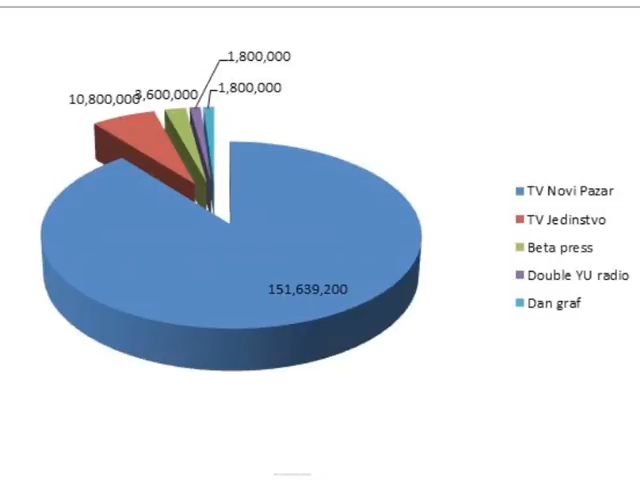 1,800,000
10,800,000
3,600,000
1,800,000
151,639,200
TV Novi Pazar
TV Jedinstvo
Beta press
Double YU radio
Dan graf